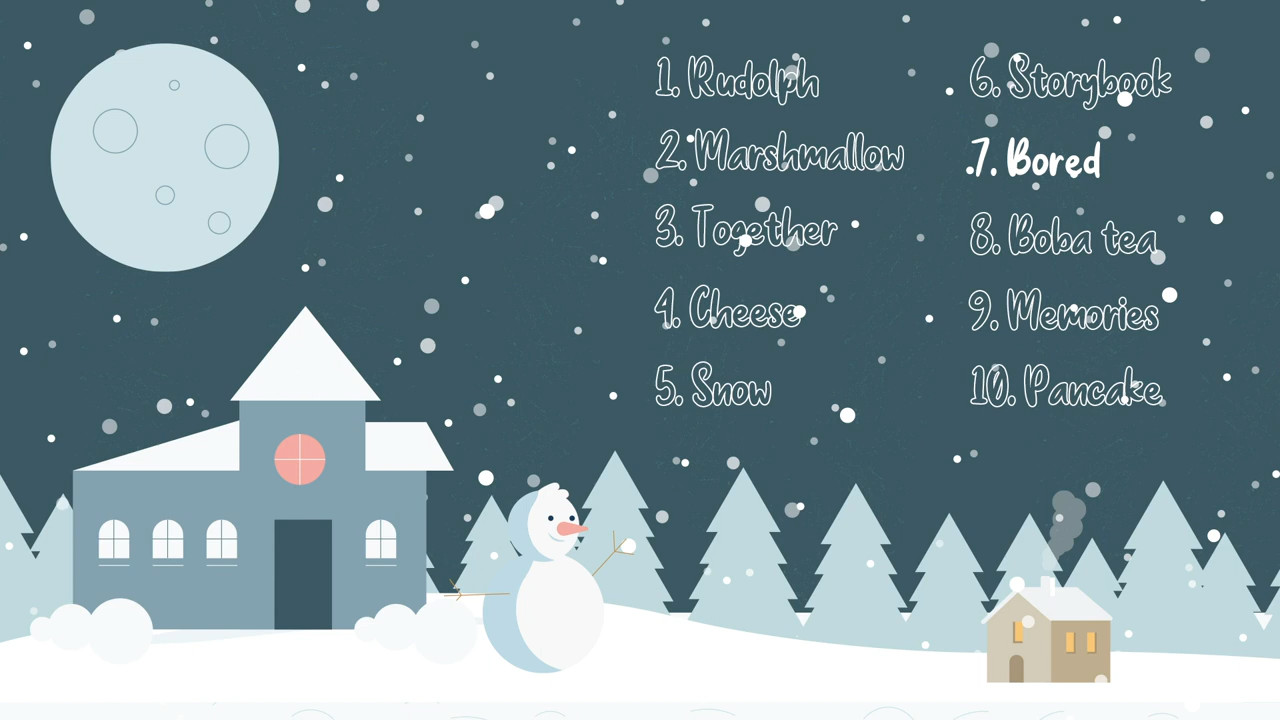 1. Rudolph
2. Marshmallow
3. Together
4. Cheese
5. Snow
6. Storybook
7. Bored
8. Boba tea
9. Memories
10. Pancake